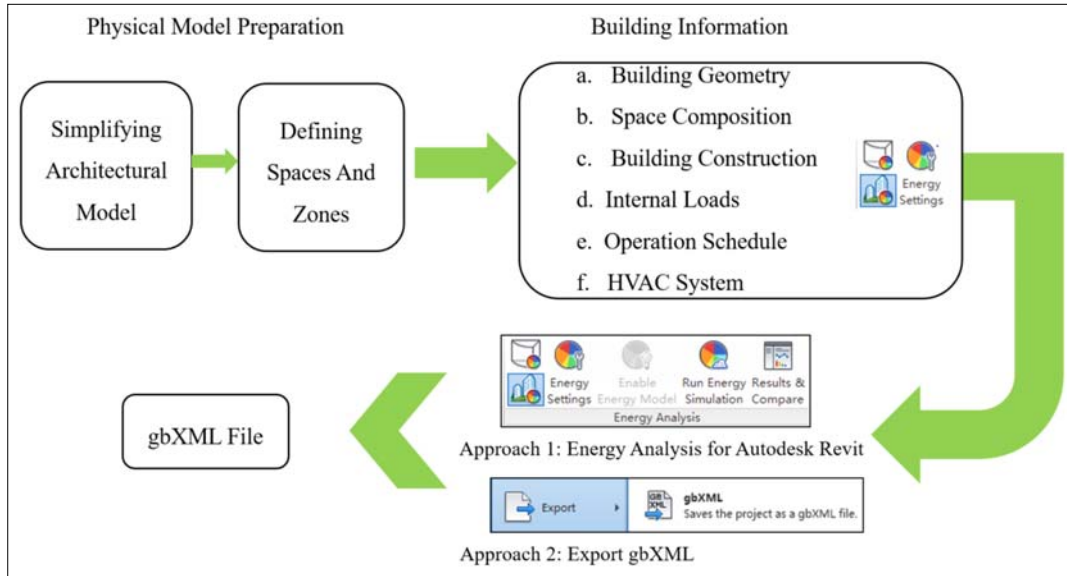 Physical Model Preparation
Building Information
Simplifying
Architectural
Model
Defining
Spaces And
Zones
a. Building Geometry
b. Space Composition
c. Building Construction
d. Internal Loads
e. Operation Schedule
f. HVAC System
Energy
Settings
Energy
Settings
Enable
Energy Model
Run Energy
Simulation
Results &
Compare
Energy Analysis
Approach 1: Energy Analysis for Autodesk Revit
gbXML File
Export
GB
XML
gbXML
Saves the project as a gbXML file.
Approach 2: Export gbXML